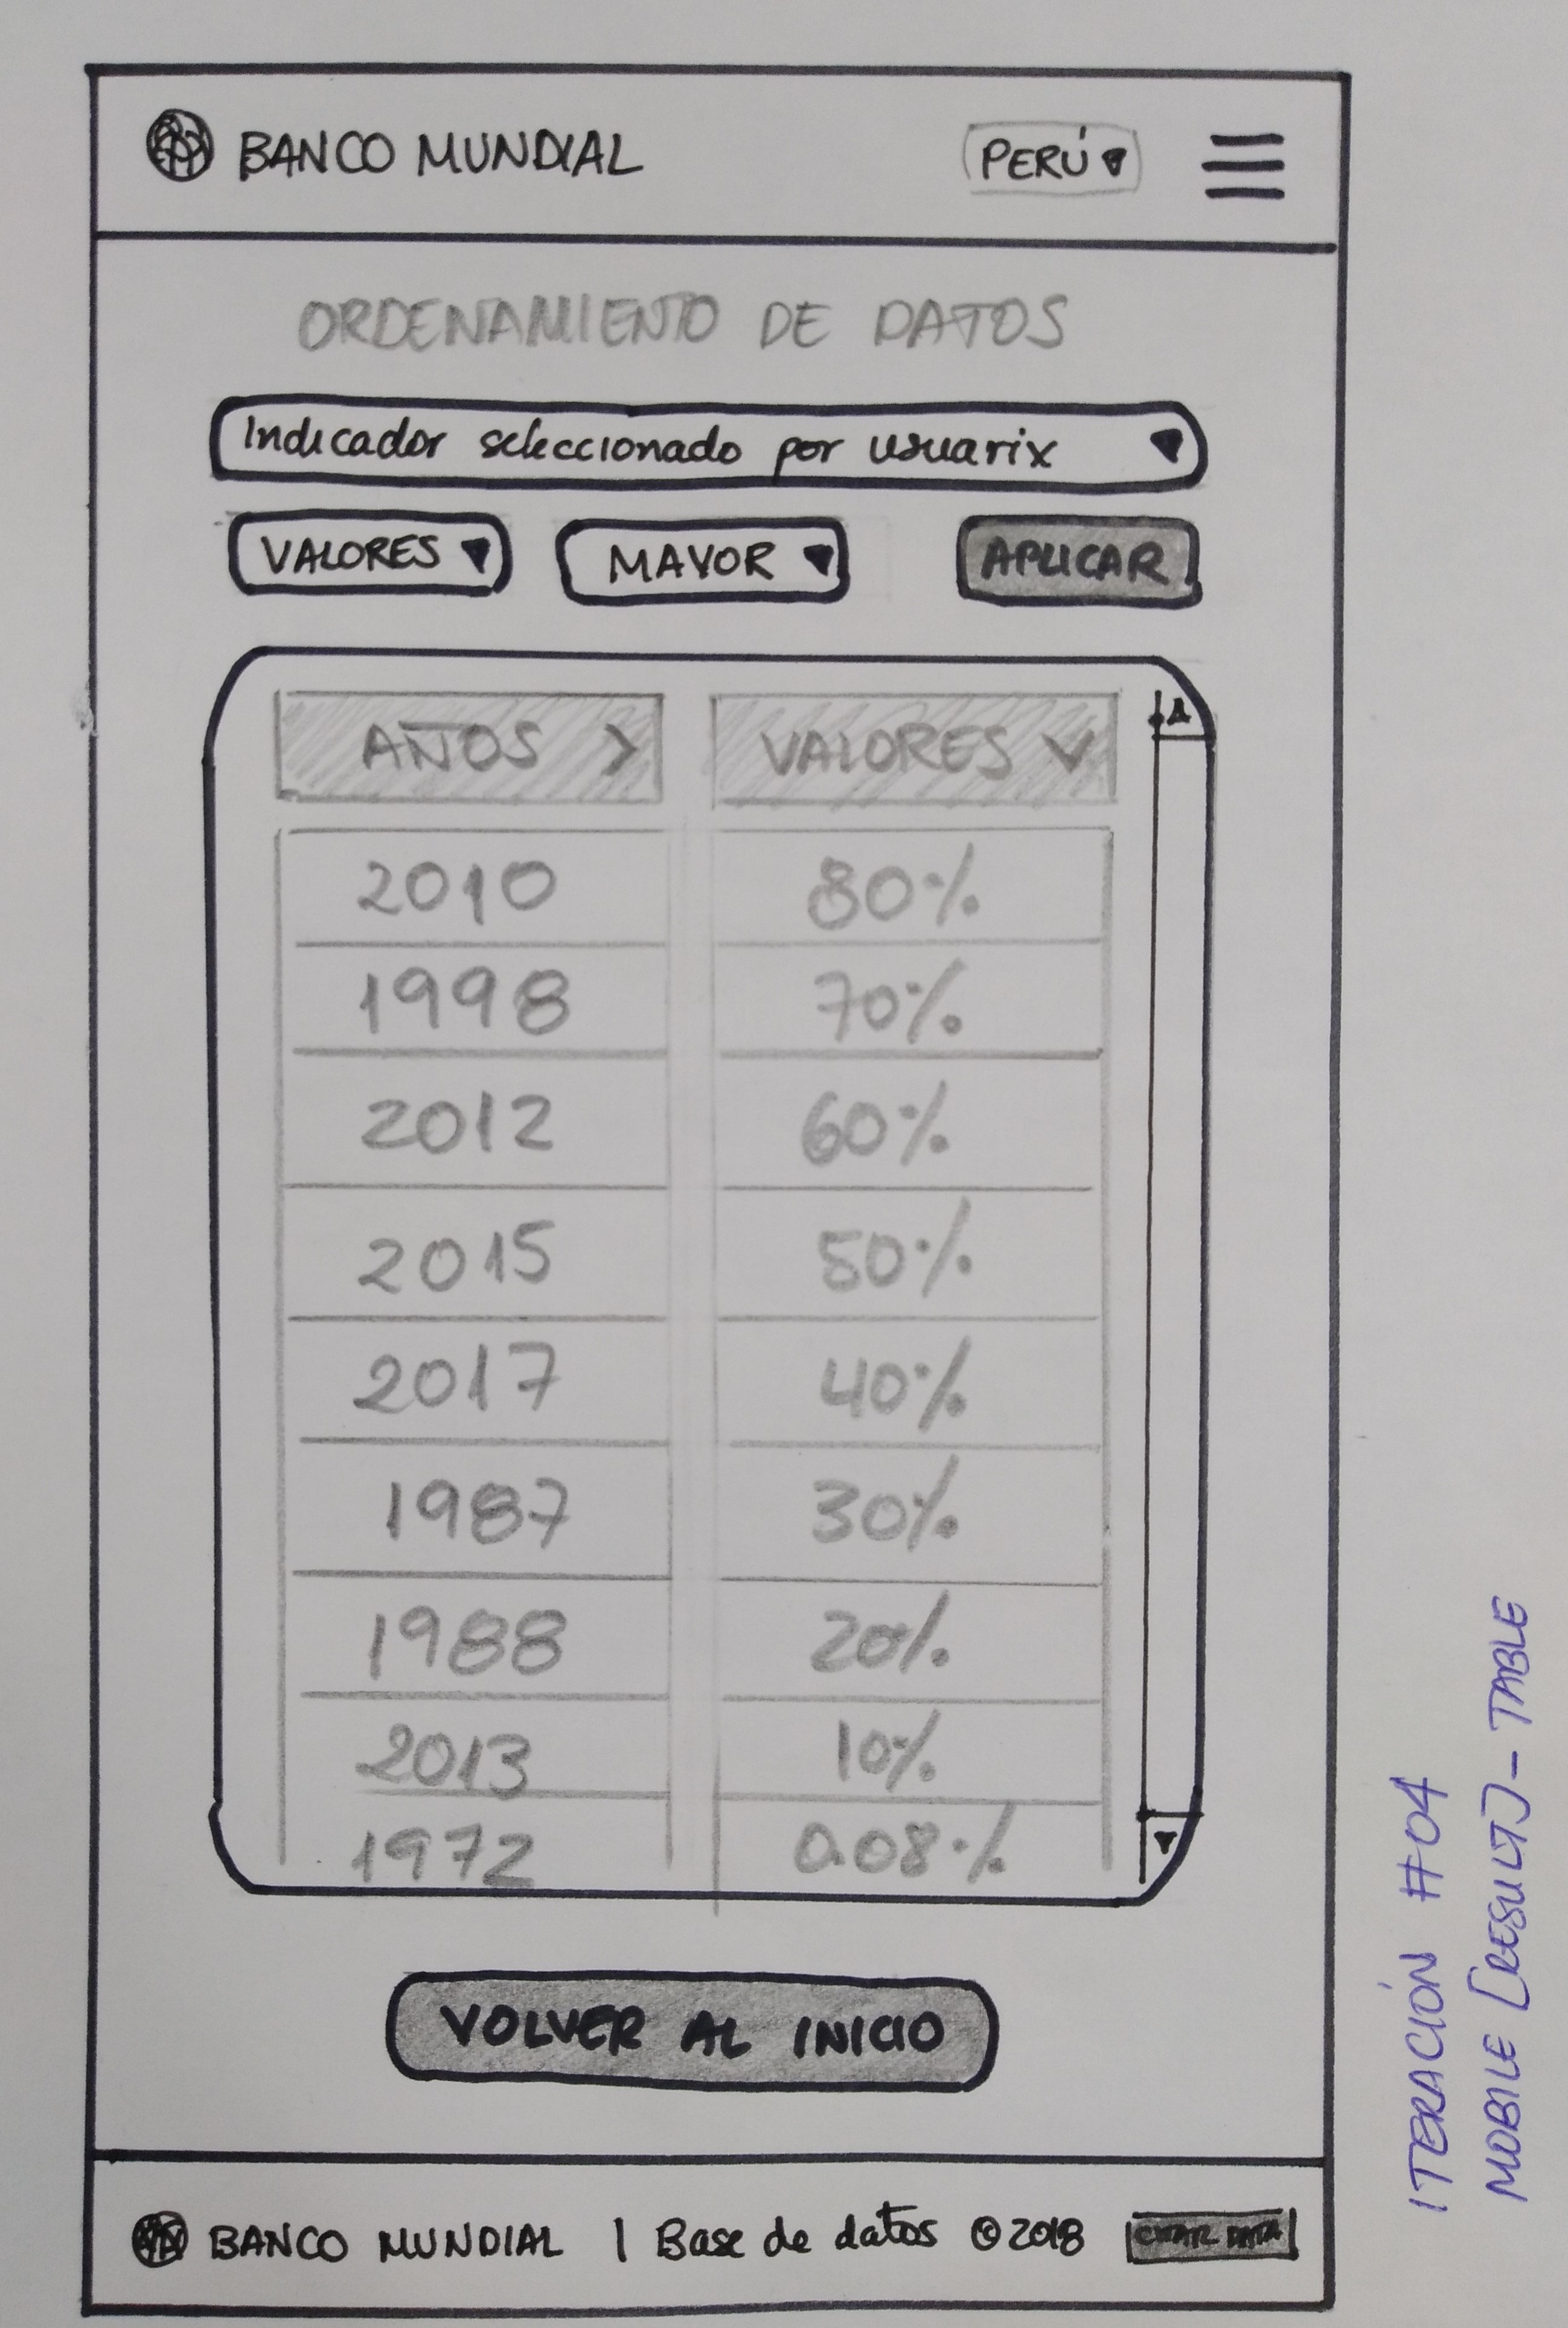 BANCO MUNDIAL PERÚ
ORDENAMIENTO DE DATOS
Indicador seleccionado por usuarix
VALORES MAYOR APLICAR
AÑOS > VALORES
2010 80%
1998 70%
2012 60%
2015 50%
2017 40%
1987 30%
1988 20%
2013 10%
1972 0.08%
VOLVER AL INICIO
BANCO MUNDIAL | Base de datos ©2018 CITAR DATA
ITERACIÓN #04
MOBILE [RESULT] - TABLE